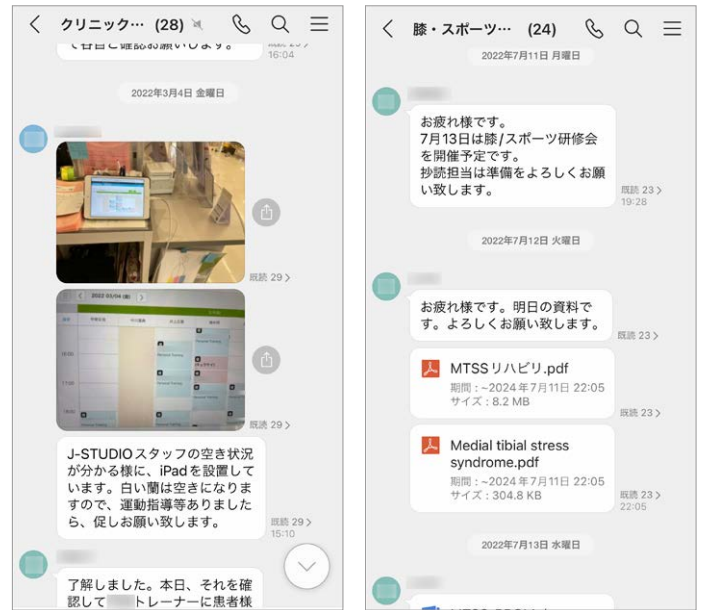 クリニック… (28)
て各自ご確認お願いします。
既読 29 >
16:04
2022年3月4日 金曜日
既読 29 >
2022 03/04 (金)
既読 29 >
J-STUDIOスタッフの空き状況
が分かる様に、iPadを設置して
います。白い蘭は空きになりま
すので、運動指導等ありました
ら、促しお願い致します。
既読 29 >
15:10
了解しました。本日、それを確
認して
トレーナーに患者様
膝・スポーツ… (24)
2022年7月11日 月曜日
お疲れ様です。
7月13日は膝/スポーツ研修会
を開催予定です。
抄読担当は準備をよろしくお願
い致します。
既読 23 >
19:28
2022年7月12日 火曜日
お疲れ様です。明日の資料で
す。よろしくお願い致します。
既読 23 >
MTSSリハビリ.pdf
期間：~2024年7月11日 22:05
サイズ：8.2 MB
既読 23 >
Medial tibial stress
syndrome.pdf
期間：~2024年7月11日 22:05
サイズ：304.8 KB
既読 23 >
22:05
2022年7月13日 水曜日